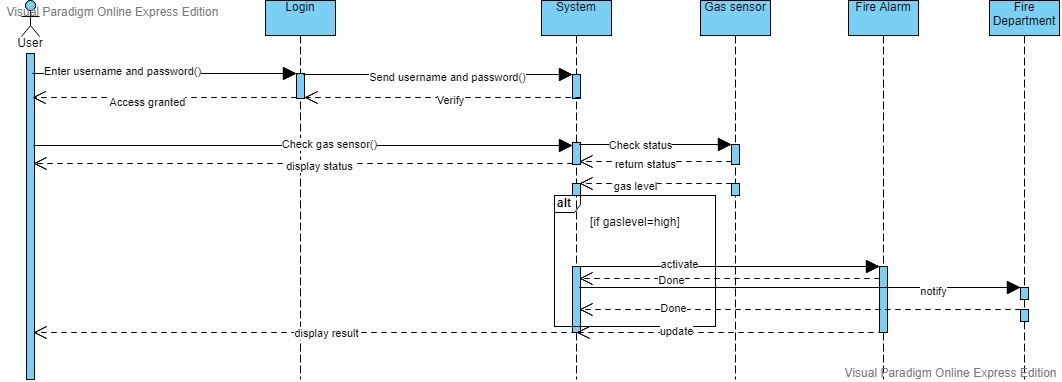 Visual Paradigm Online Express Edition
Login
System
Gas sensor
Fire Alarm
Fire
Department
User
Enter username and password()
Send username and password()
Access granted
Verify
Check gas sensor()
Check status
display status
return status
gas level
alt
[if gaslevel=high]
activate
Done
notify
Done
display result
update
Visual Paradigm Online Express Edition